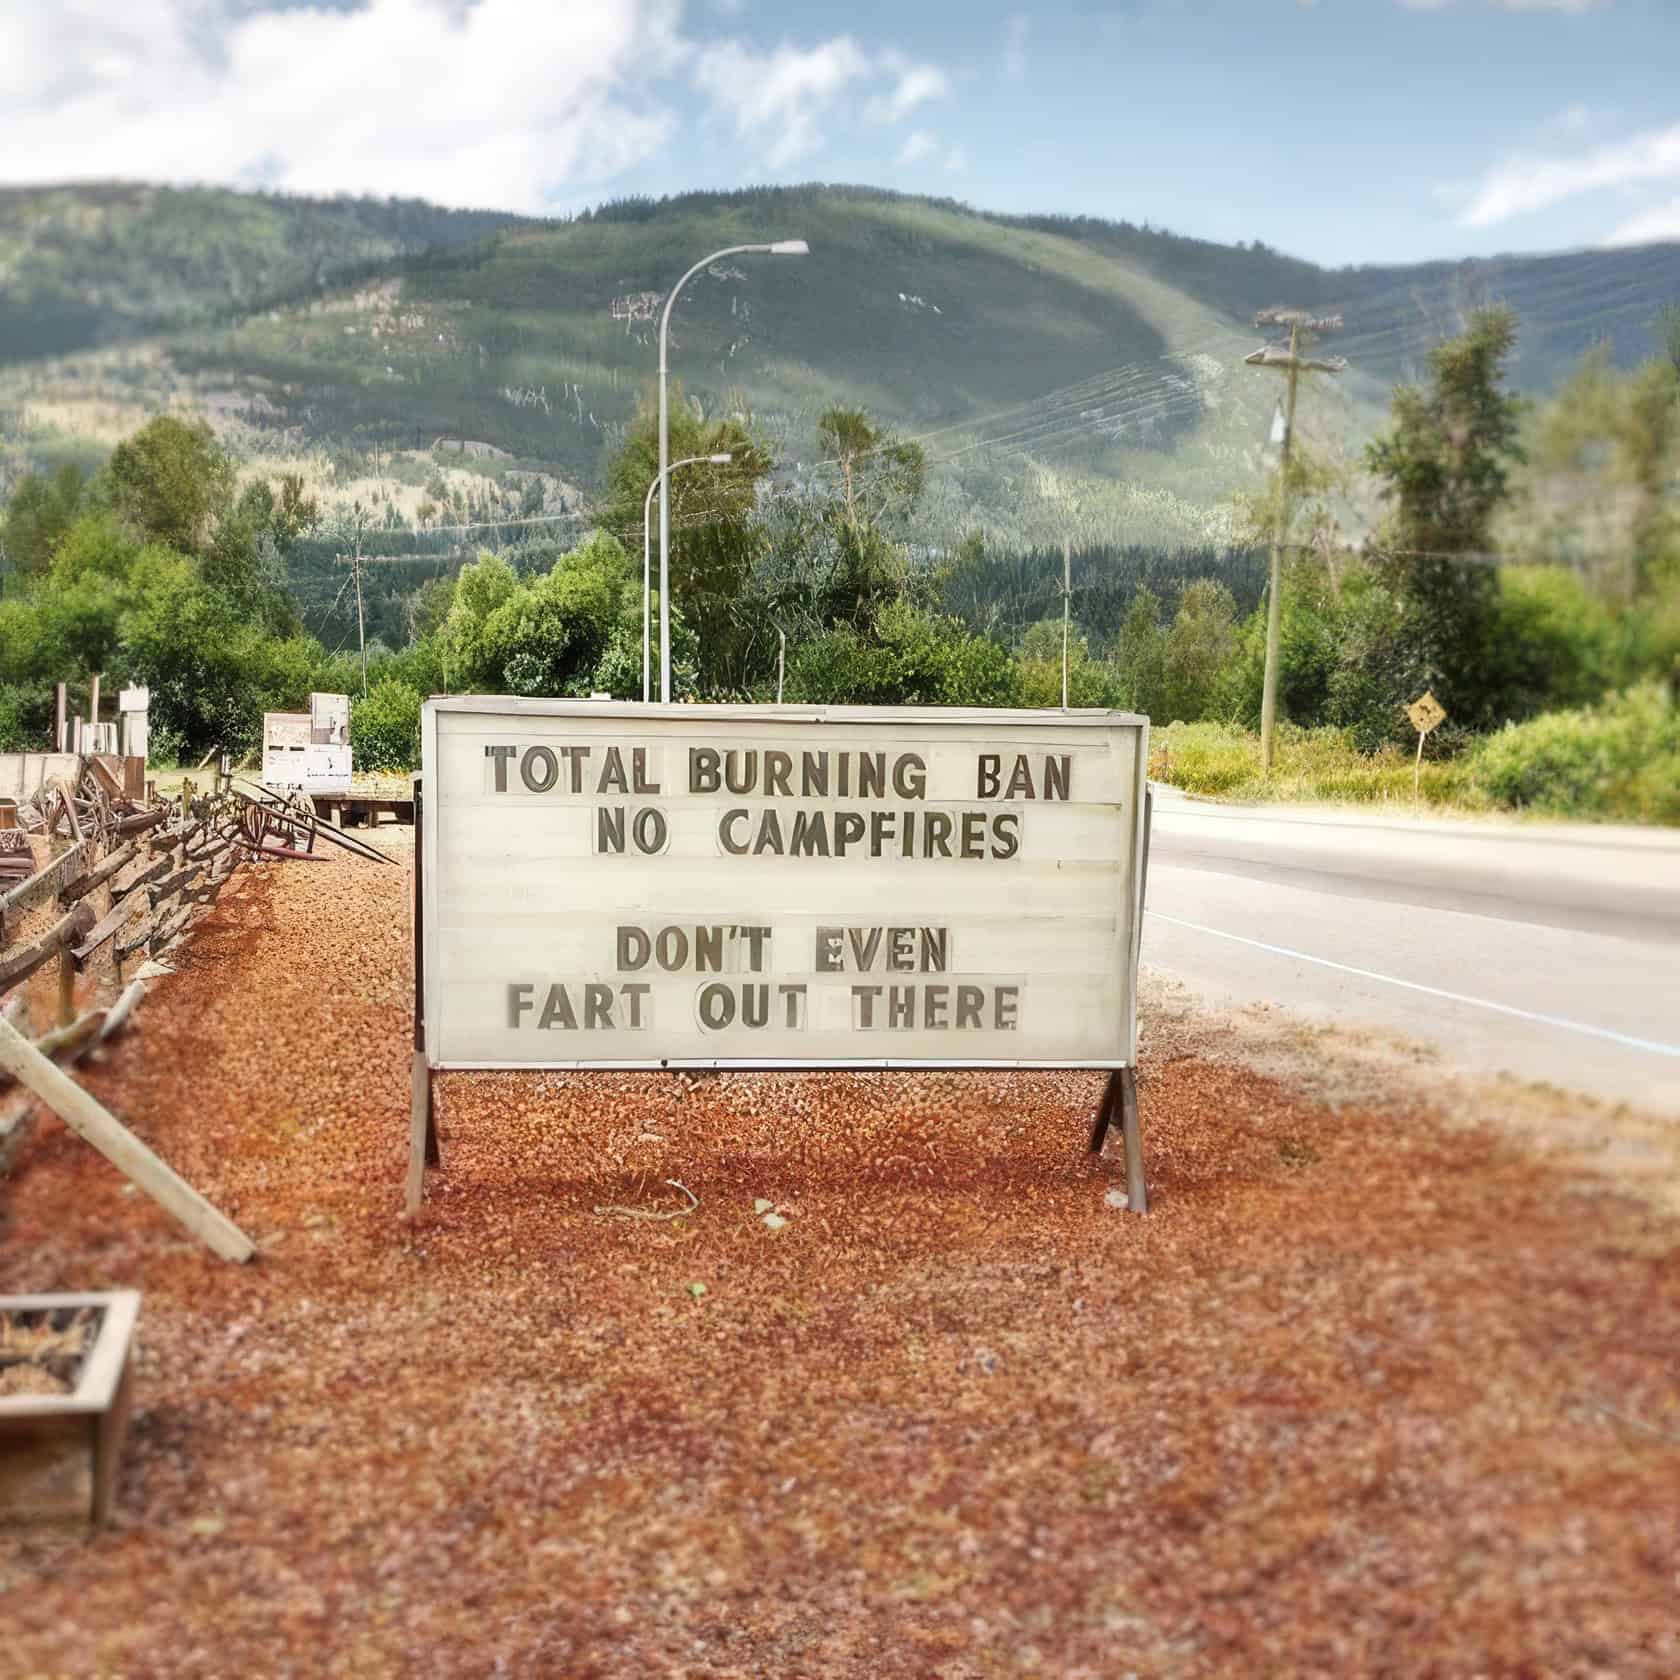 TOTAL BURNING BAN
NO CAMPFIRES
DON'T EVEN
FART OUT THERE